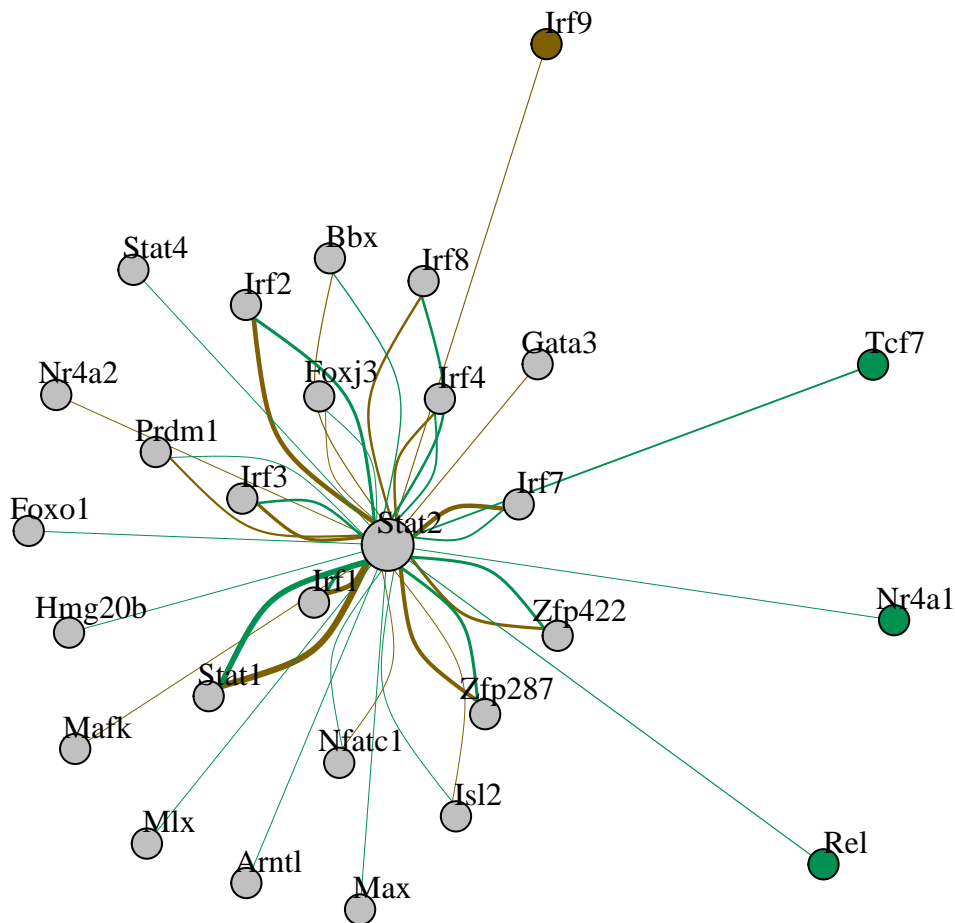 Irf9
Bbx
Stat4
Irf8
Irf2
Gata3
Tcf7
Nr4a2
Foxj3
Irf4
Prdm1
Irf3
Irf7
Foxo1
Stat2
Irf1
Hmg20b
Zfp422
Nr4a1
Stat1
Zfp287
Mafk
Nfatc1
Isl2
Mlx
Rel
Arntl
Max